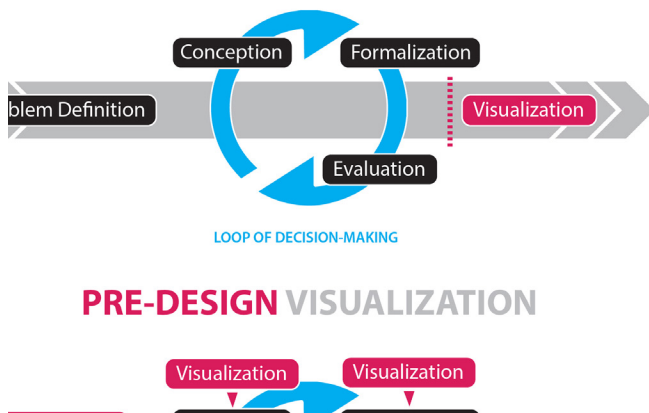 Conception
Formalization
blem Definition
Visualization
Evaluation
LOOP OF DECISION-MAKING
PRE-DESIGN VISUALIZATION
Visualization
Visualization